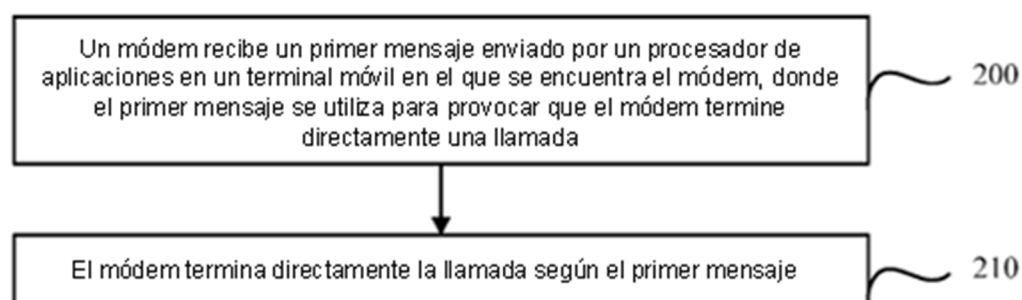 Un módem recibe un primer mensaje enviado por un procesador de
aplicaciones en un terminal móvil en el que se encuentra el módem, donde
el primer mensaje se utiliza para provocar que el módem termine
directamente una llamada
200
El módem termina directamente la llamada según el primer mensaje
210